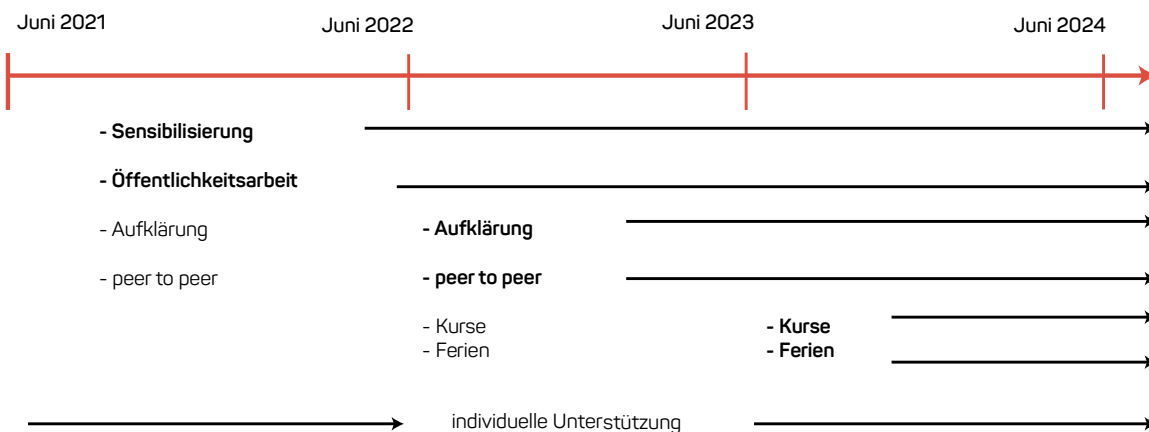 Juni 2021 Juni 2022 Juni 2023 Juni 2024
- Sensibilisierung
- Öffentlichkeitsarbeit
- Aufklärung - Aufklärung
- peer to peer - peer to peer
- Kurse - Kurse
- Ferien - Ferien
individuelle Unterstützung